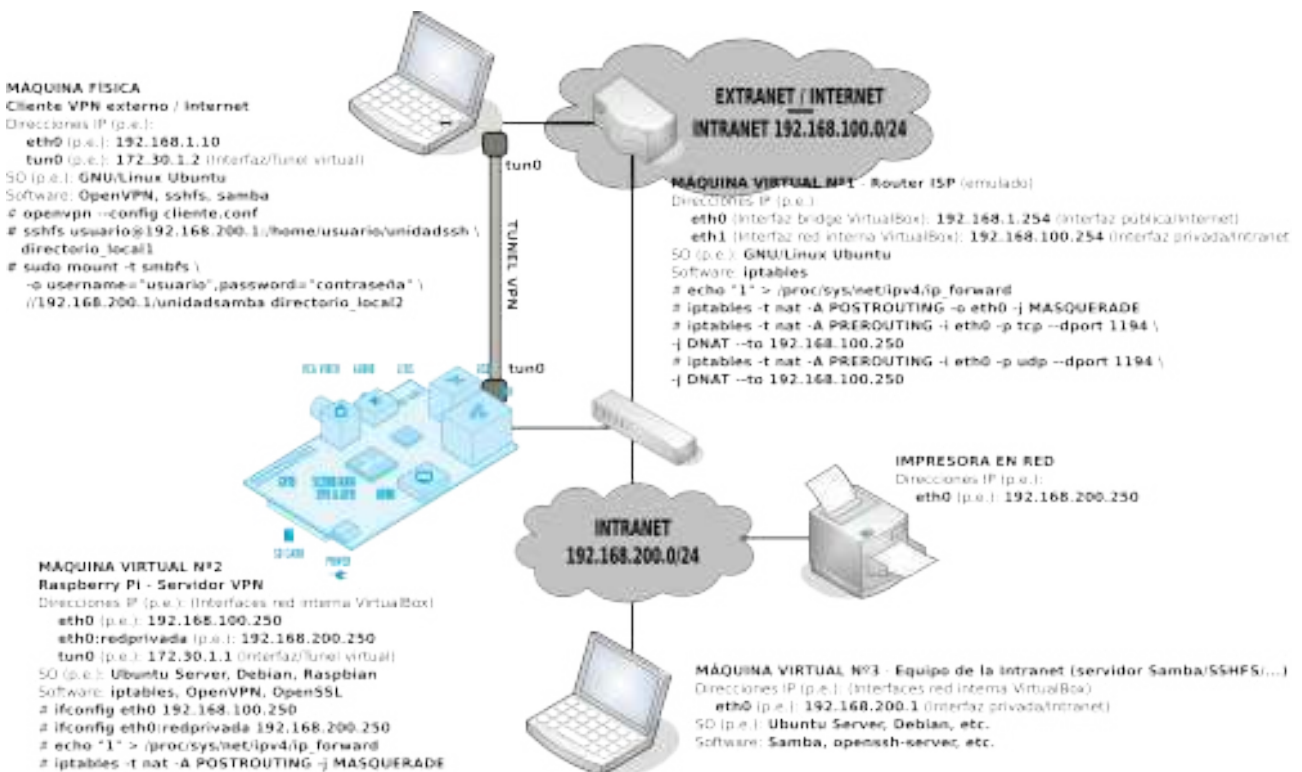 MÁQUINA FÍSICA
Cliente VPN externo / Internet
Direcciones IP (p.e.):
eth0 (p.e.): 192.168.1.10
tun0 (p.e.): 172.30.1.2 (Interfaz/Tunel virtual)
SO (p.e.): GNU/Linux Ubuntu
Software: OpenVPN, sshfs, samba
# openvpn --config cliente.conf
# sshfs usuario@192.168.200.1:/home/usuario/unidadssh \
directorio_local1
# sudo mount -t smbfs \
-o username="usuario",password="contraseña" \
//192.168.200.1/unidadsamba directorio_local2
EXTRANET / INTERNET
INTRANET 192.168.100.0/24
tun0
TUNEL VPN
tun0
MÁQUINA VIRTUAL Nº1 - Router ISP (emulado)
Direcciones IP (p.e.)
eth0 (Interfaz bridge VirtualBox): 192.168.1.254 (Interfaz pública/Internet)
eth1 (Interfaz red interna VirtualBox): 192.168.100.254 (Interfaz privada/Intranet
SO (p.e.): GNU/Linux Ubuntu
Software: iptables
# echo "1" > /proc/sys/net/ipv4/ip_forward
# iptables -t nat -A POSTROUTING -o eth0 -j MASQUERADE
# iptables -t nat -A PREROUTING -i eth0 -p tcp --dport 1194 \
-j DNAT --to 192.168.100.250
# iptables -t nat -A PREROUTING -i eth0 -p udp --dport 1194 \
-j DNAT --to 192.168.100.250
IMPRESORA EN RED
Direcciones IP (p.e.):
eth0 (p.e.): 192.168.200.250
INTRANET
192.168.200.0/24
SD CARD
POWER
MÁQUINA VIRTUAL Nº2
Raspberry Pi - Servidor VPN
Direcciones IP (p.e.): (Interfaces red interna VirtualBox)
eth0 (p.e.): 192.168.100.250
eth0:redprivada (p.e.): 192.168.200.250
tun0 (p.e.): 172.30.1.1 (Interfaz/Tunel virtual)
SO (p.e.): Ubuntu Server, Debian, Raspbian
Software: iptables, OpenVPN, OpenSSL
# ifconfig eth0 192.168.100.250
# ifconfig eth0:redprivada 192.168.200.250
# echo "1" > /proc/sys/net/ipv4/ip_forward
# iptables -t nat -A POSTROUTING -j MASQUERADE
MÁQUINA VIRTUAL Nº3 - Equipo de la Intranet (servidor Samba/SSHFS/...)
Direcciones IP (p.e.): (Interfaces red interna VirtualBox)
eth0 (p.e.): 192.168.200.1 (Interfaz privada/Intranet)
SO (p.e.): Ubuntu Server, Debian, etc.
Software: Samba, openssh-server, etc.